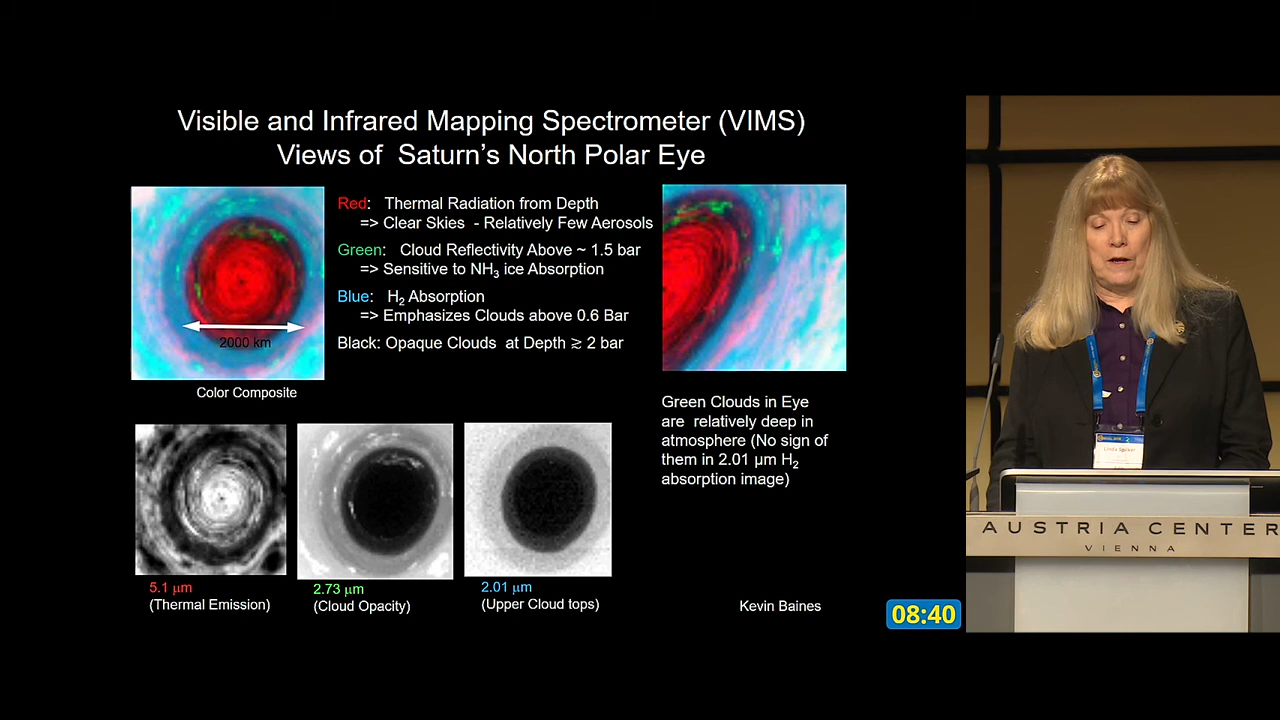 Visible and Infrared Mapping Spectrometer (VIMS)
Views of Saturn's North Polar Eye
Red: Thermal Radiation from Depth
=> Clear Skies - Relatively Few Aerosols
Green: Cloud Reflectivity Above ~ 1.5 bar
=> Sensitive to NH3 ice Absorption
Blue: H2 Absorption
=> Emphasizes Clouds above 0.6 Bar
Black: Opaque Clouds at Depth ≳ 2 bar
2000 km
Color Composite
Green Clouds in Eye
are relatively deep in
atmosphere (No sign of
them in 2.01 µm H2
absorption image)
5.1 µm
(Thermal Emission)
2.73 µm
(Cloud Opacity)
2.01 µm
(Upper Cloud tops)
Kevin Baines
08:40
Linda Spilker
AUSTRIA CENTER
VIENNA